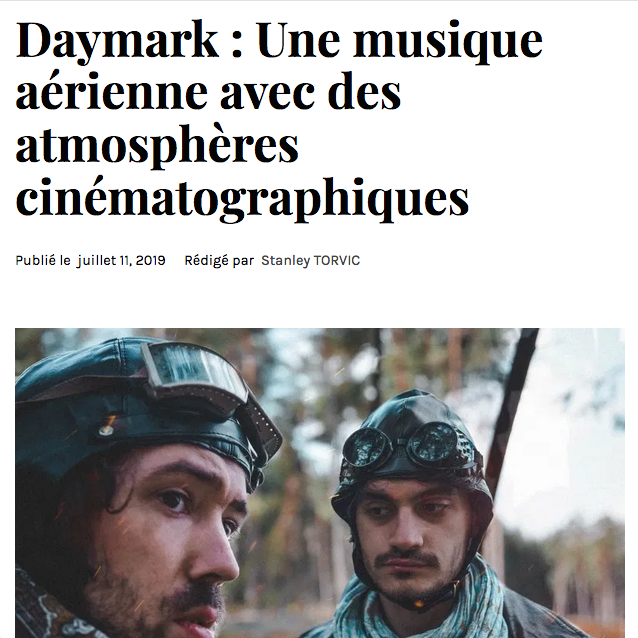 Daymark : Une musique
aérienne avec des
atmosphères
cinématographiques
Publié le juillet 11, 2019 Rédigé par Stanley TORVIC